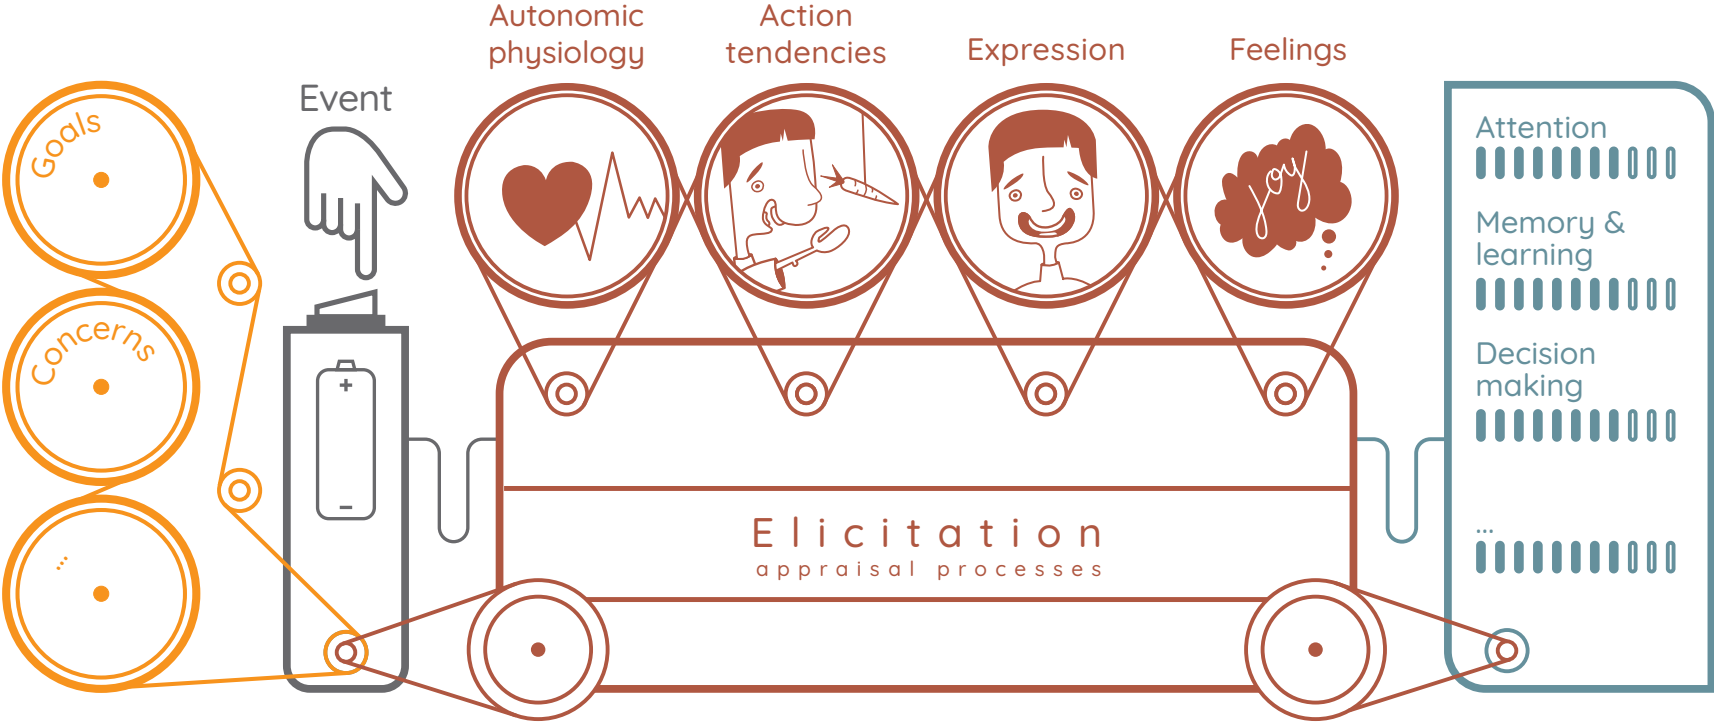 Goals
Concerns
...
Event
+
−
Autonomic
physiology
Action
tendencies
Expression
Feelings
joy
Elicitation
appraisal processes
Attention
Memory &
learning
Decision
making
...